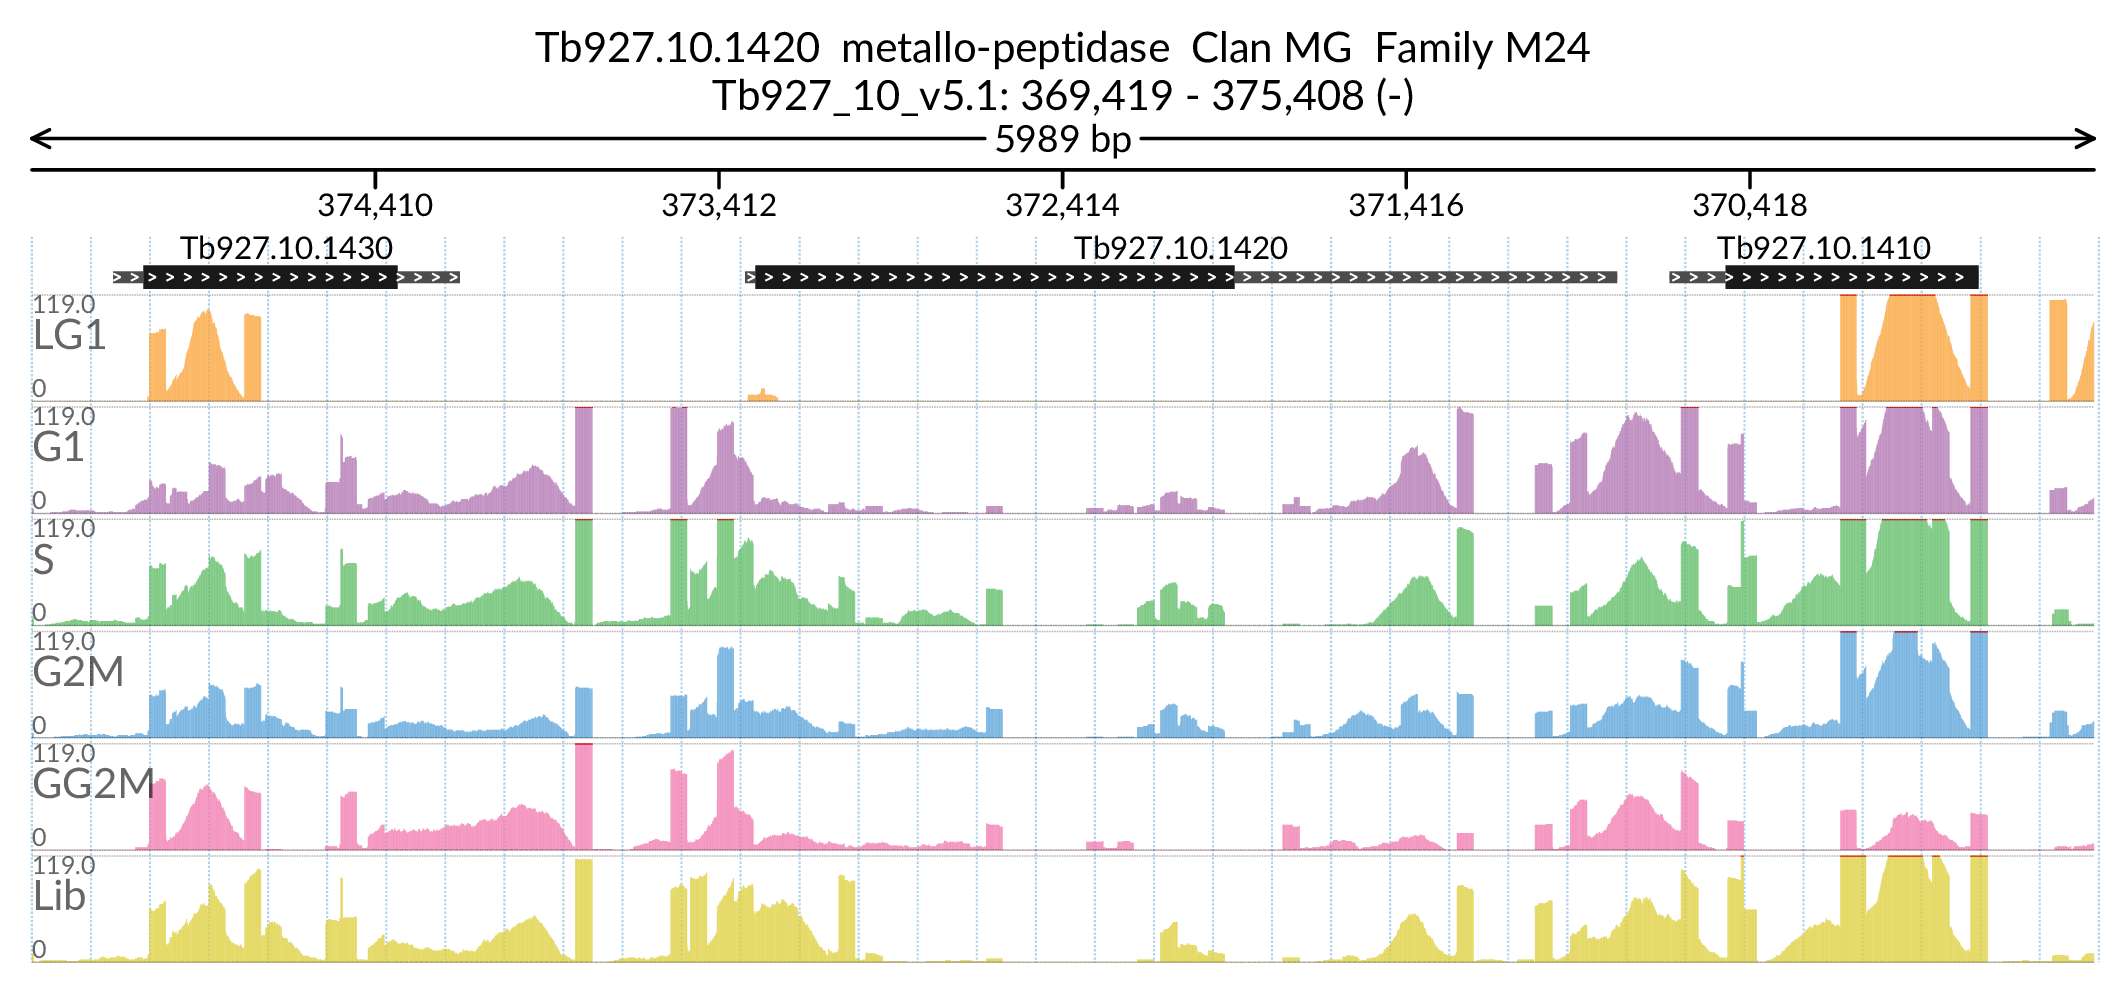 Tb927.10.1420 metallo-peptidase Clan MG Family M24
Tb927_10_v5.1: 369,419 - 375,408 (-)
5989 bp
374,410 373,412 372,414 371,416 370,418
Tb927.10.1430 Tb927.10.1420 Tb927.10.1410
119.0
LG1
0
119.0
G1
0
119.0
S
0
119.0
G2M
0
119.0
GG2M
0
119.0
Lib
0